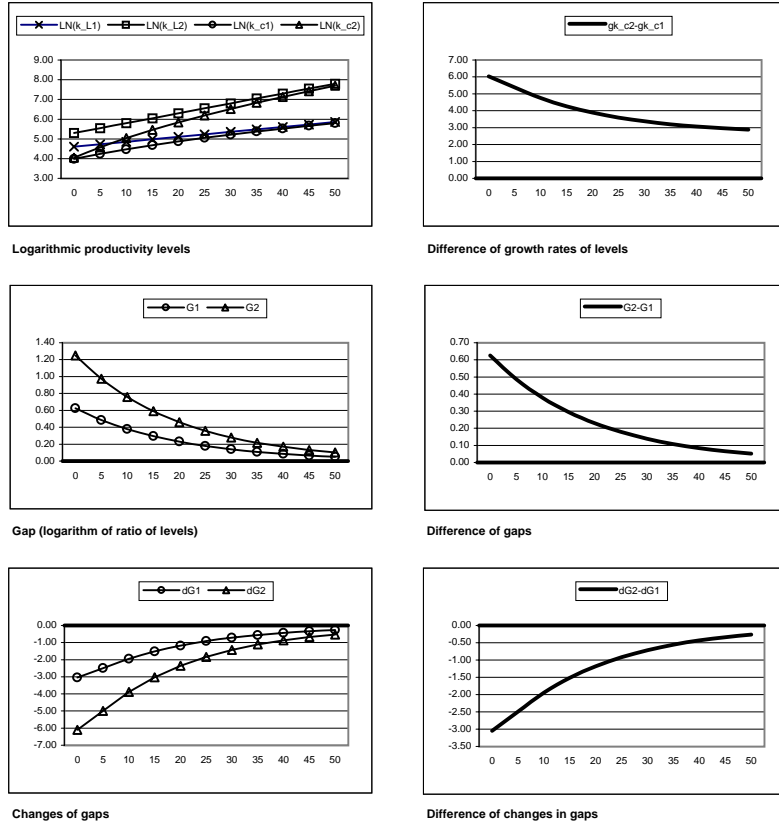 LN(k_L1) LN(k_L2) LN(k_c1) LN(k_c2)
9.00
8.00
7.00
6.00
5.00
4.00
3.00
0 5 10 15 20 25 30 35 40 45 50
Logarithmic productivity levels
gk_c2-gk_c1
7.00
6.00
5.00
4.00
3.00
2.00
1.00
0.00
0 5 10 15 20 25 30 35 40 45 50
Difference of growth rates of levels
G1 G2
1.40
1.20
1.00
0.80
0.60
0.40
0.20
0.00
0 5 10 15 20 25 30 35 40 45 50
Gap (logarithm of ratio of levels)
G2-G1
0.70
0.60
0.50
0.40
0.30
0.20
0.10
0.00
0 5 10 15 20 25 30 35 40 45 50
Difference of gaps
dG1 dG2
0.00
-1.00
-2.00
-3.00
-4.00
-5.00
-6.00
-7.00
0 5 10 15 20 25 30 35 40 45 50
Changes of gaps
dG2-dG1
0.00
-0.50
-1.00
-1.50
-2.00
-2.50
-3.00
-3.50
0 5 10 15 20 25 30 35 40 45 50
Difference of changes in gaps